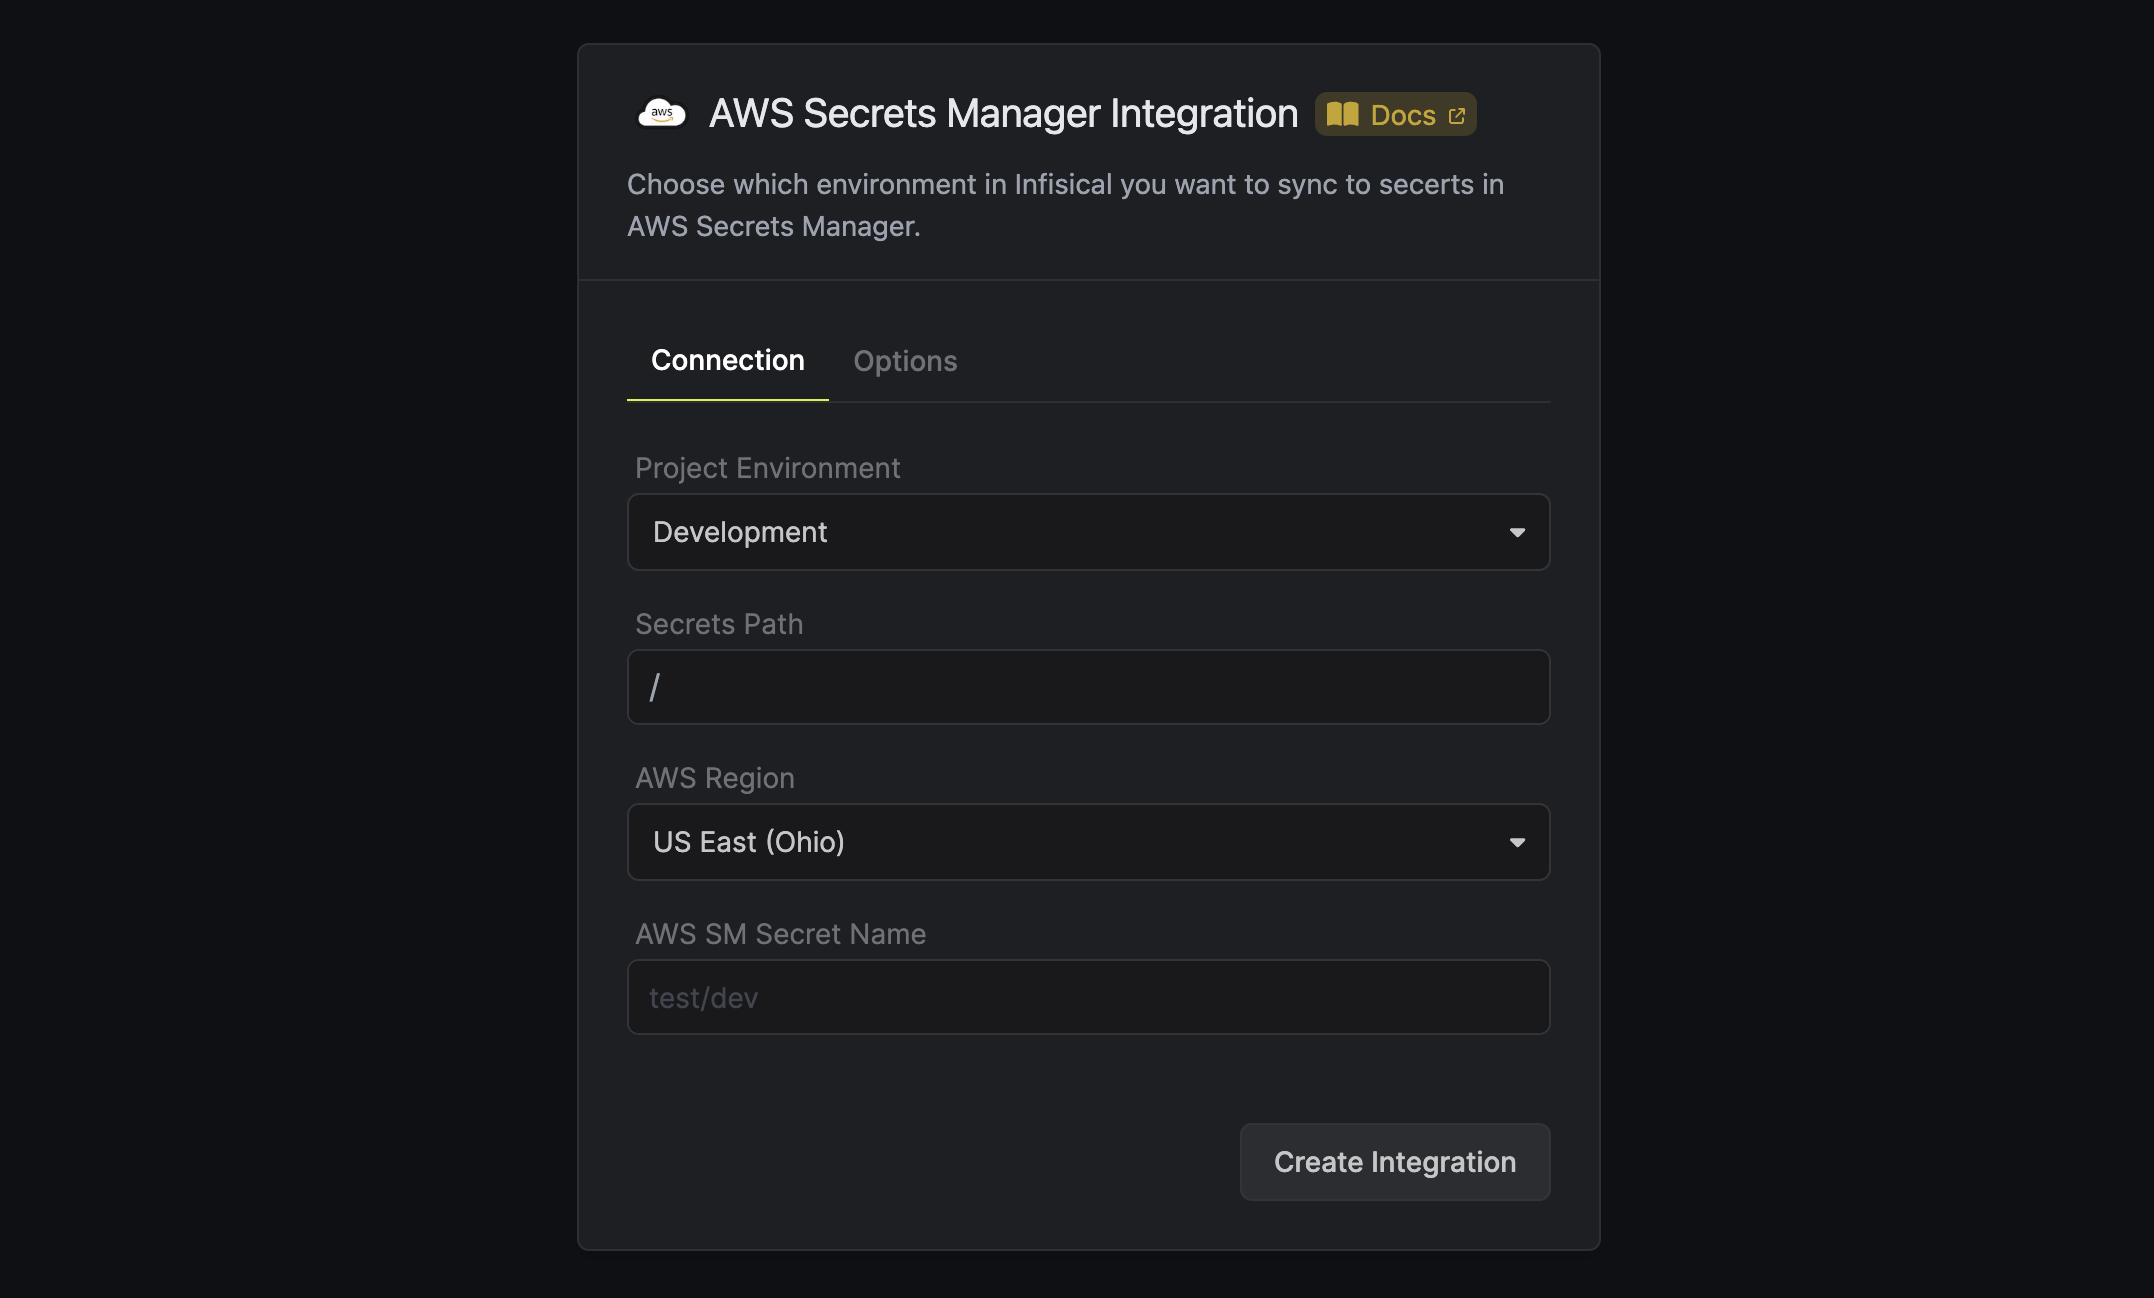 aws
AWS Secrets Manager Integration
Docs
Choose which environment in Infisical you want to sync to secerts in
AWS Secrets Manager.
Connection
Options
Project Environment
Development
Secrets Path
/
AWS Region
US East (Ohio)
AWS SM Secret Name
test/dev
Create Integration